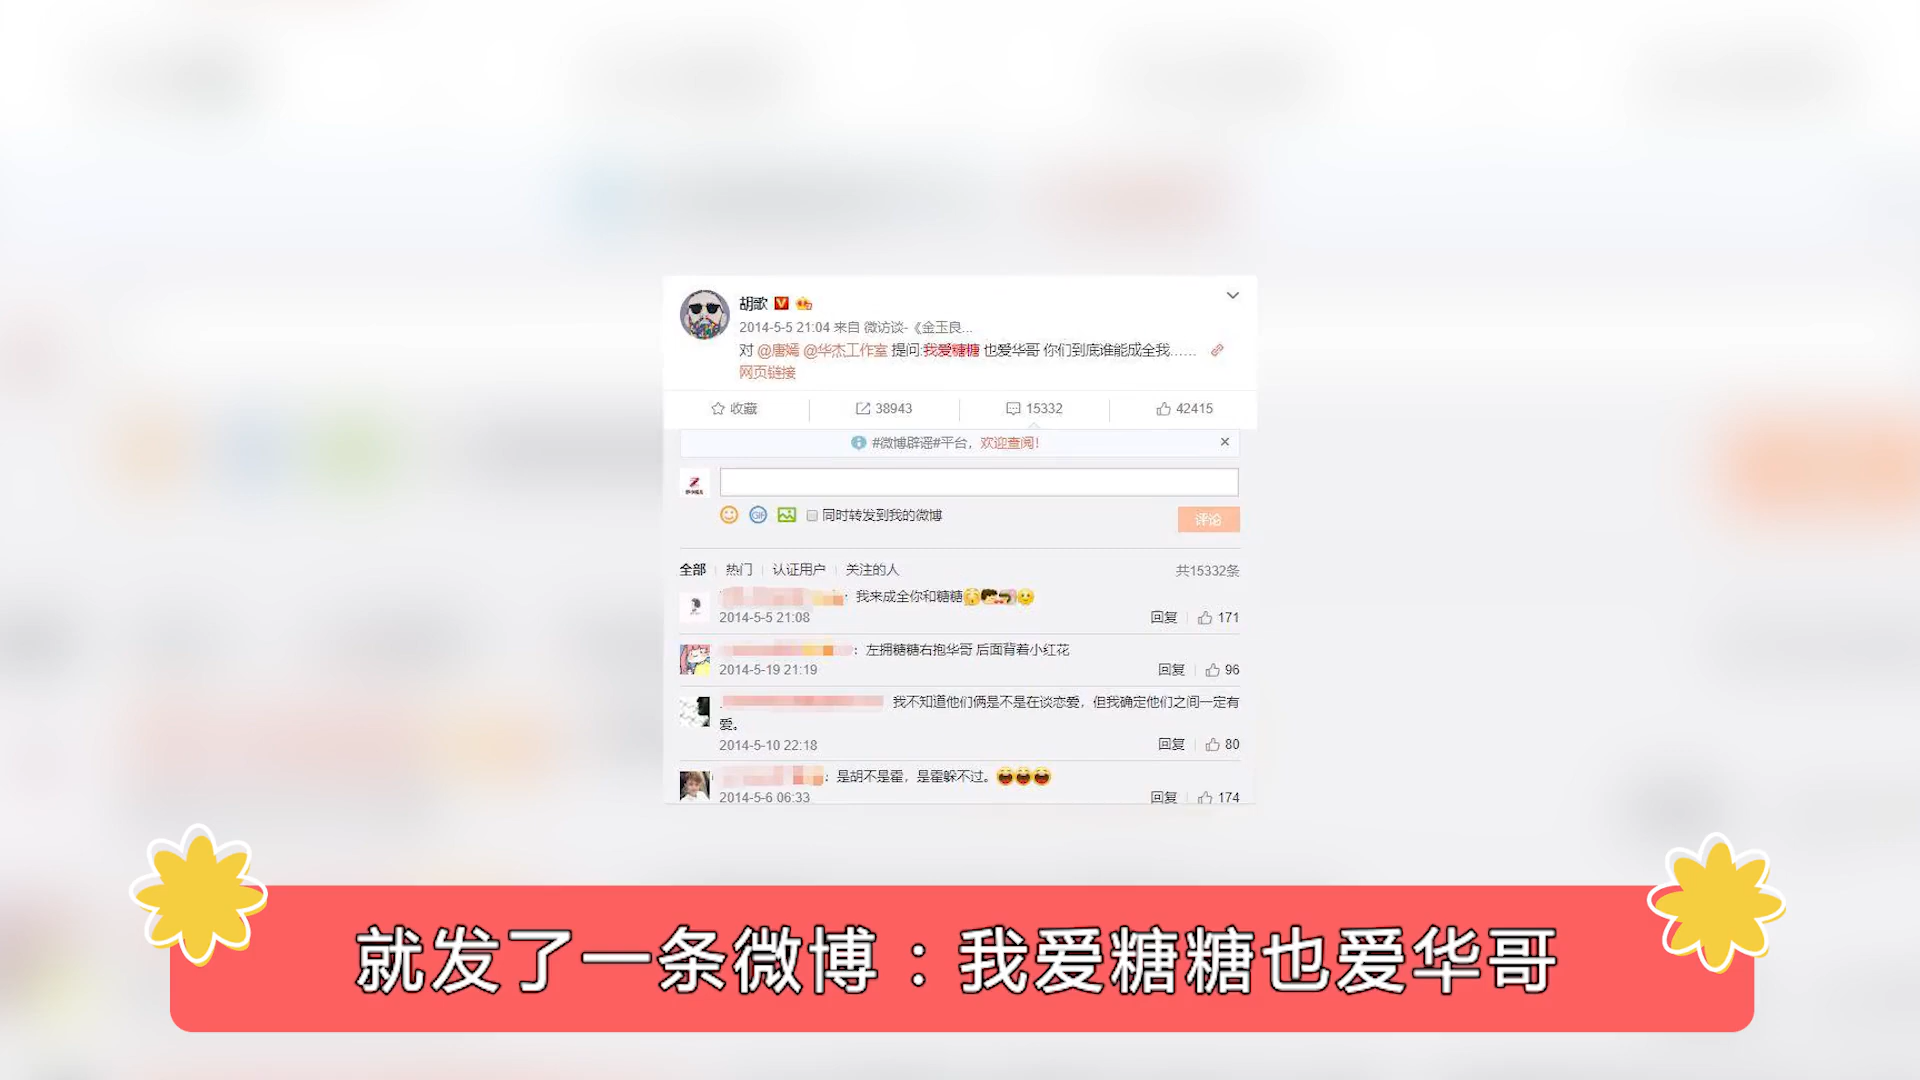 胡歌
2014-5-5 21:04 来自 微访谈-《金玉良...
对 @唐嫣 @华杰工作室 提问:我爱糖糖 也爱华哥 你们到底谁能成全我……
网页链接
收藏 38943 15332 42415
#微博辟谣#平台，欢迎查阅!
GIF 同时转发到我的微博 评论
全部 热门 认证用户 关注的人 共15332条
：我来成全你和糖糖
2014-5-5 21:08 回复 171
：左拥糖糖右抱华哥 后面背着小红花
2014-5-19 21:19 回复 96
我不知道他们俩是不是在谈恋爱，但我确定他们之间一定有
爱。
2014-5-10 22:18 回复 80
：是胡不是霍，是霍躲不过。
2014-5-6 06:33 回复 174
就发了一条微博：我爱糖糖也爱华哥